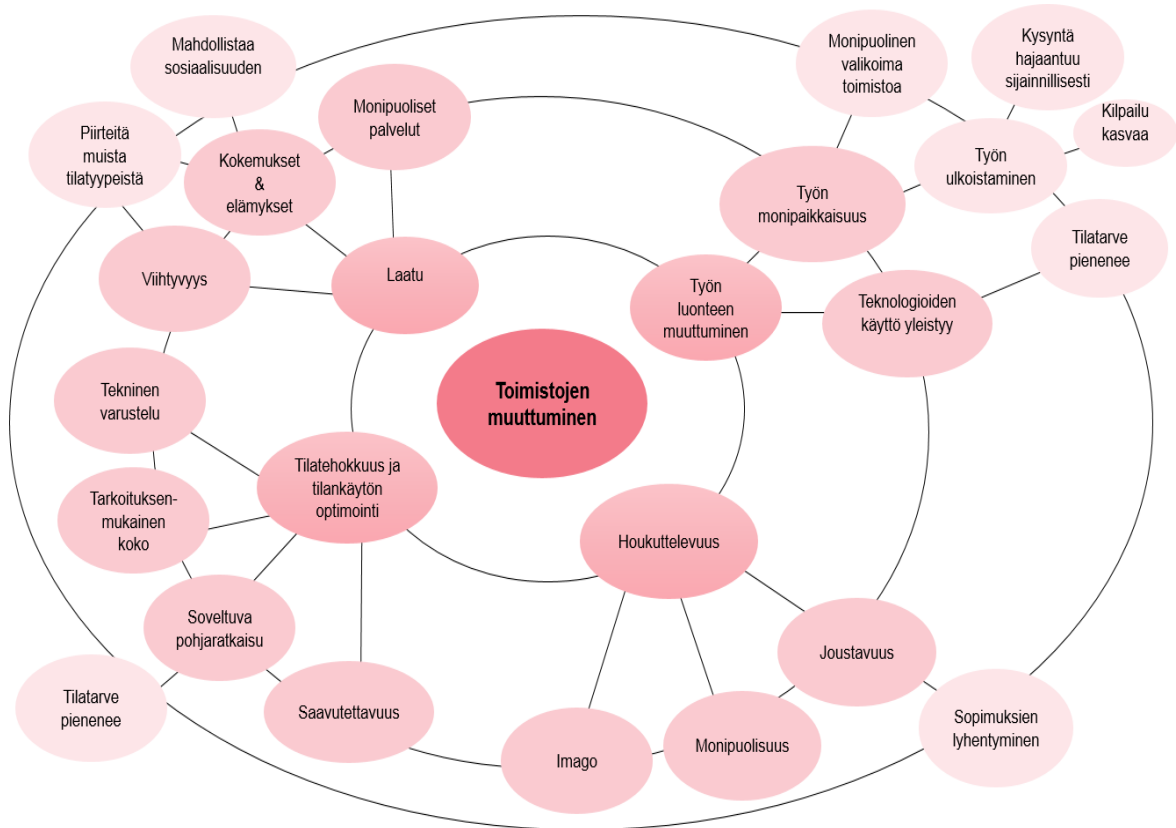 Mahdollistaa
sosiaalisuuden
Monipuolinen
valikoima
toimistoa
Kysyntä
hajaantuu
sijainnillisesti
Monipuoliset
palvelut
Kilpailu
kasvaa
Piirteitä
muista
tilatyypeistä
Kokemukset
&
elämykset
Työn
ulkoistaminen
Työn
monipaikkaisuus
Tilatarve
pienenee
Viihtyvyys
Laatu
Työn
luonteen
muuttuminen
Teknologioiden
käyttö yleistyy
Toimistojen
muuttuminen
Tekninen
varustelu
Tilatehokkuus ja
tilankäytön
optimointi
Tarkoituksen-
mukainen
koko
Houkuttelevuus
Soveltuva
pohjaratkaisu
Joustavuus
Tilatarve
pienenee
Saavutettavuus
Imago
Monipuolisuus
Sopimuksien
lyhentyminen